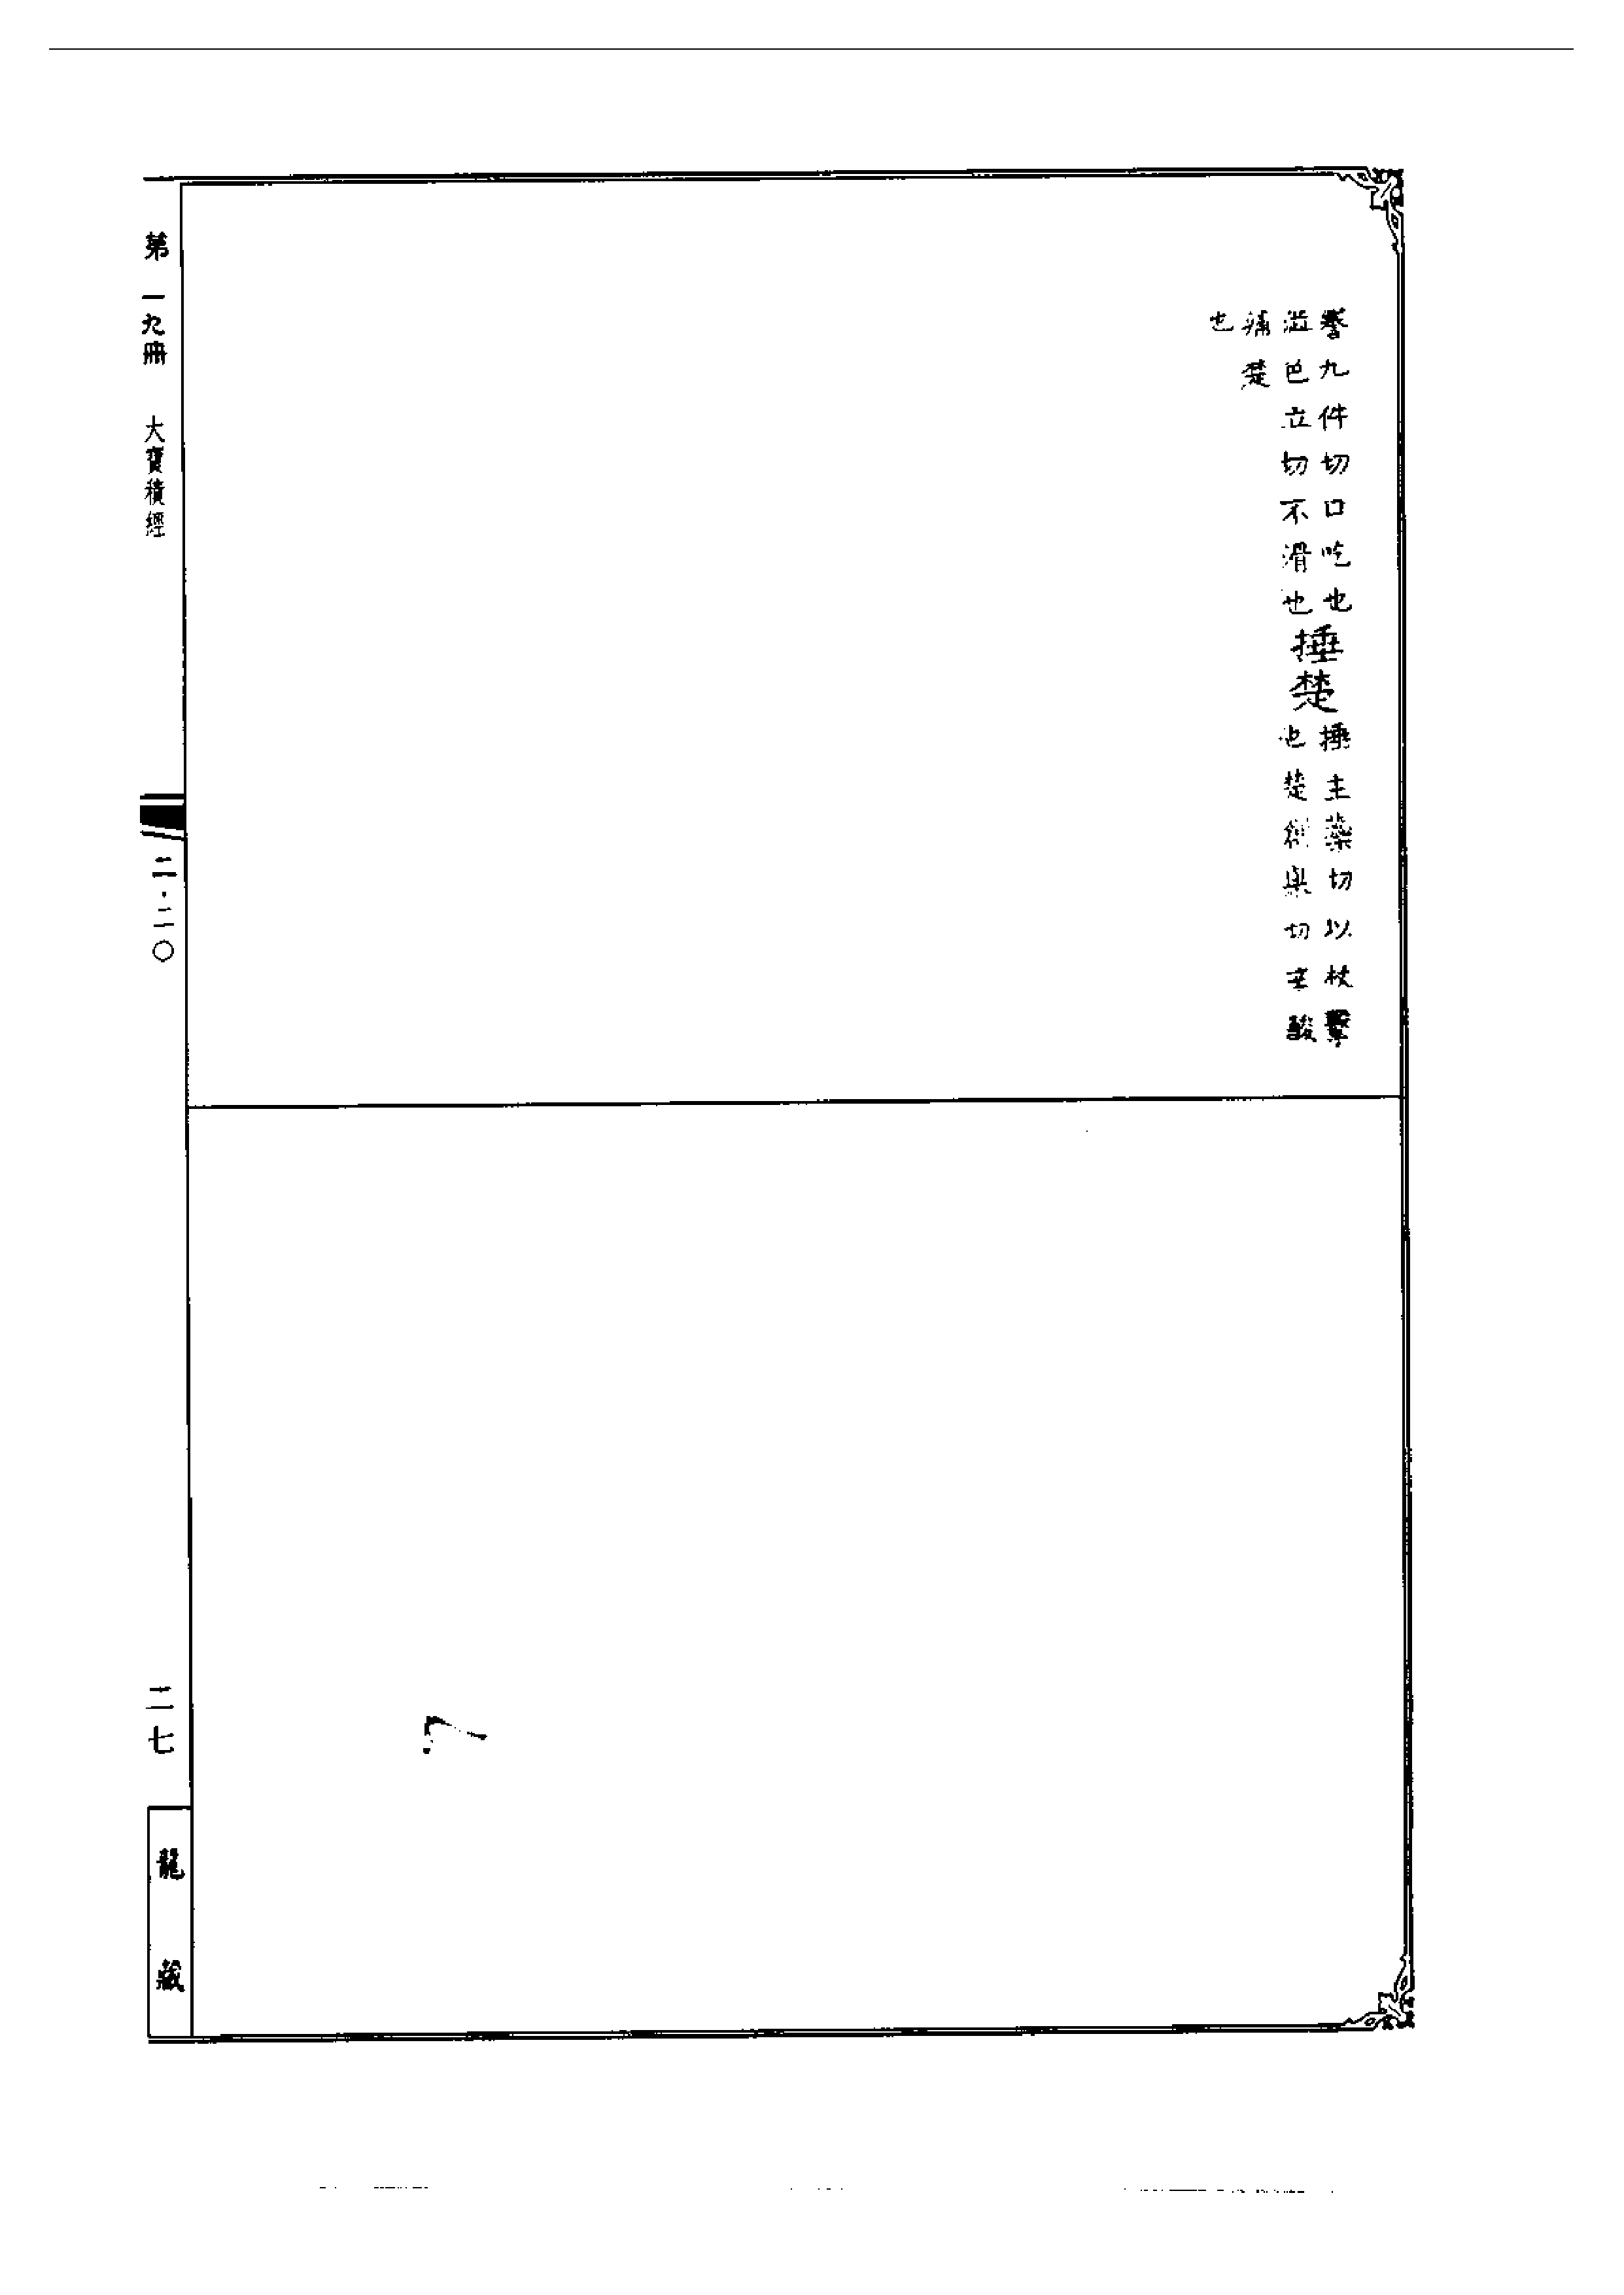 謇九件切口吃也
澁色立切不滑也
捶楚
捶主蘂切以杖擊
也楚創舉切辛酸
痛楚
也
第一九冊 大寶積經
二·二〇
二七
龍藏